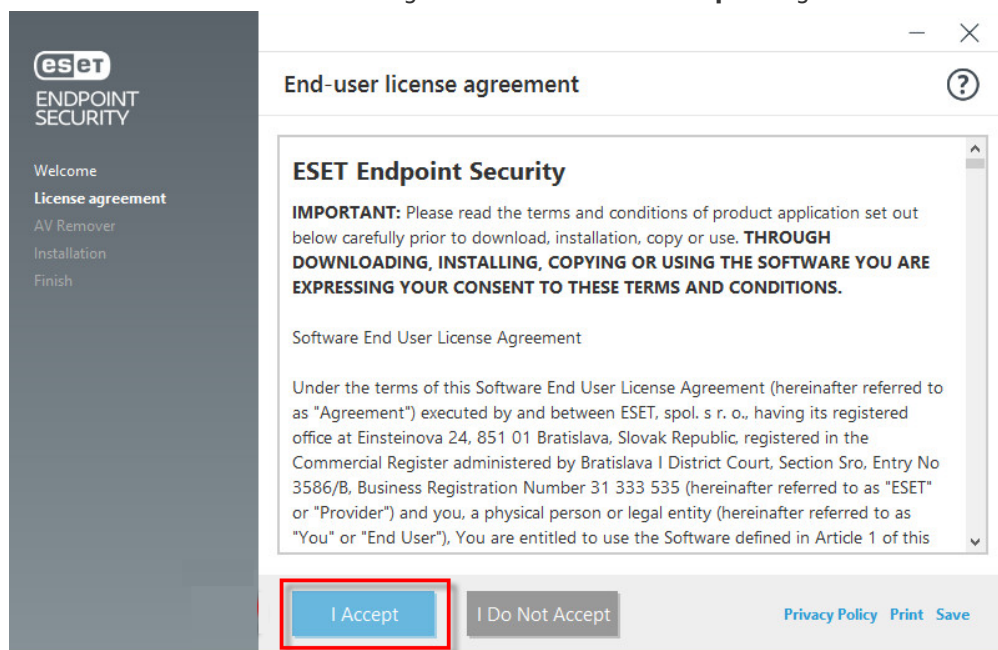 eset
ENDPOINT
SECURITY
Welcome
License agreement
AV Remover
Installation
Finish
End-user license agreement
?
ESET Endpoint Security
IMPORTANT: Please read the terms and conditions of product application set out
below carefully prior to download, installation, copy or use. THROUGH
DOWNLOADING, INSTALLING, COPYING OR USING THE SOFTWARE YOU ARE
EXPRESSING YOUR CONSENT TO THESE TERMS AND CONDITIONS.
Software End User License Agreement
Under the terms of this Software End User License Agreement (hereinafter referred to
as "Agreement") executed by and between ESET, spol. s r. o., having its registered
office at Einsteinova 24, 851 01 Bratislava, Slovak Republic, registered in the
Commercial Register administered by Bratislava I District Court, Section Sro, Entry No
3586/B, Business Registration Number 31 333 535 (hereinafter referred to as "ESET"
or "Provider") and you, a physical person or legal entity (hereinafter referred to as
"You" or "End User"), You are entitled to use the Software defined in Article 1 of this
I Accept
I Do Not Accept
Privacy Policy Print Save